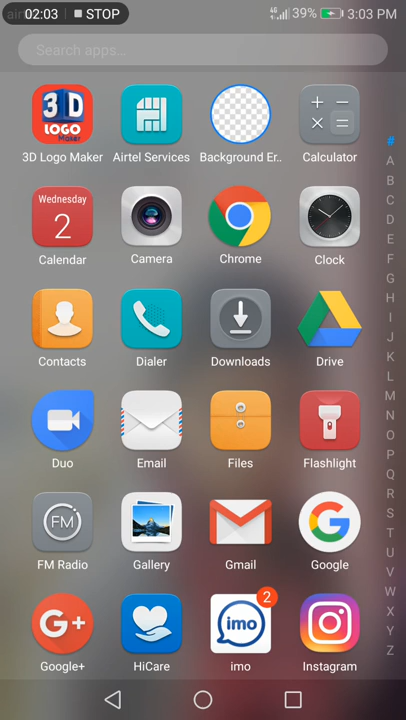 02:03 STOP 4G 39% 3:03 PM
Search apps...
3D LOGO Maker
3D Logo Maker Airtel Services Background Er.. Calculator
#
A
B
C
D
Wednesday
2
Calendar Camera Chrome Clock
E
F
G
H
I
J
Contacts Dialer Downloads Drive
K
L
M
N
O
Duo Email Files Flashlight
P
Q
R
S
FM
T
U
FM Radio Gallery Gmail Google
V
W
X
G+ imo 2
Y
Z
Google+ HiCare imo Instagram